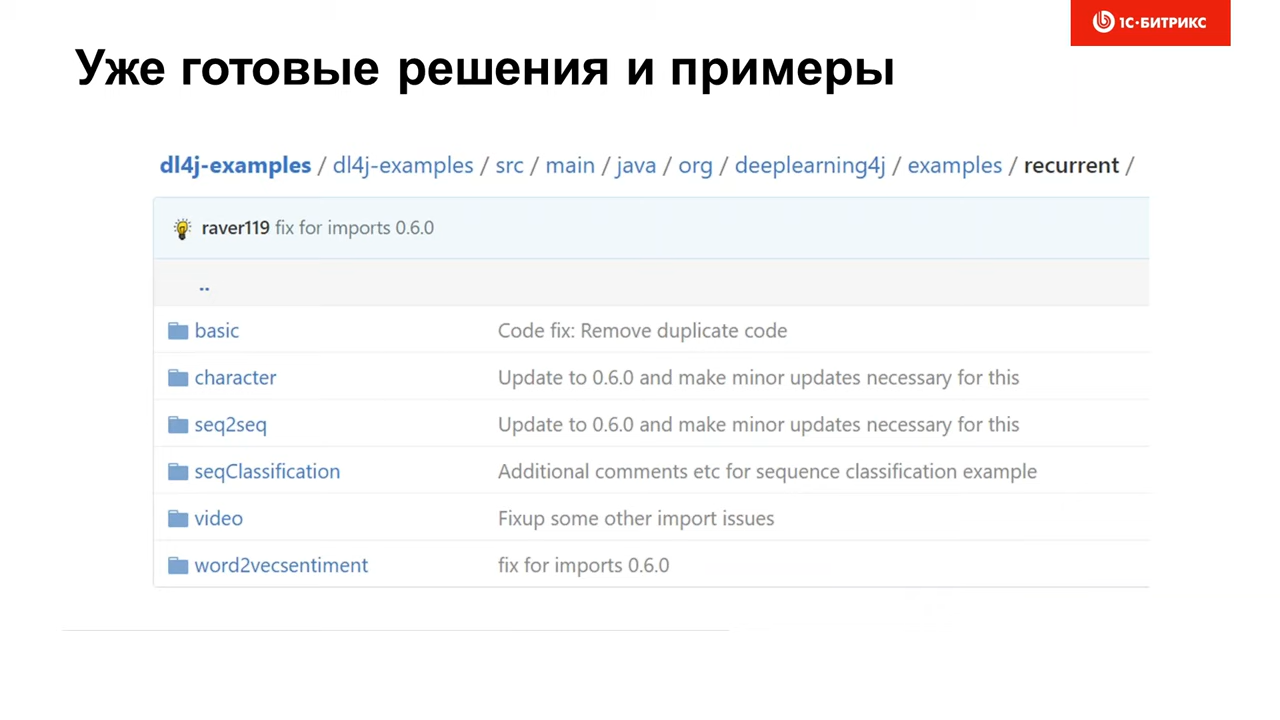 1С·БИТРИКС
Уже готовые решения и примеры
dl4j-examples / dl4j-examples / src / main / java / org / deeplearning4j / examples / recurrent /
raver119 fix for imports 0.6.0
..
basic Code fix: Remove duplicate code
character Update to 0.6.0 and make minor updates necessary for this
seq2seq Update to 0.6.0 and make minor updates necessary for this
seqClassification Additional comments etc for sequence classification example
video Fixup some other import issues
word2vecsentiment fix for imports 0.6.0